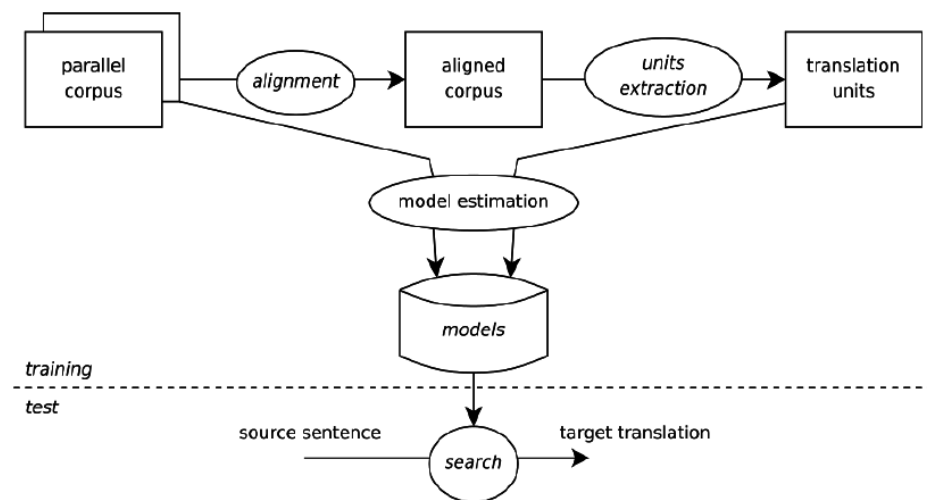 parallel
corpus
alignment
aligned
corpus
units
extraction
translation
units
model estimation
models
training
test
source sentence
target translation
search